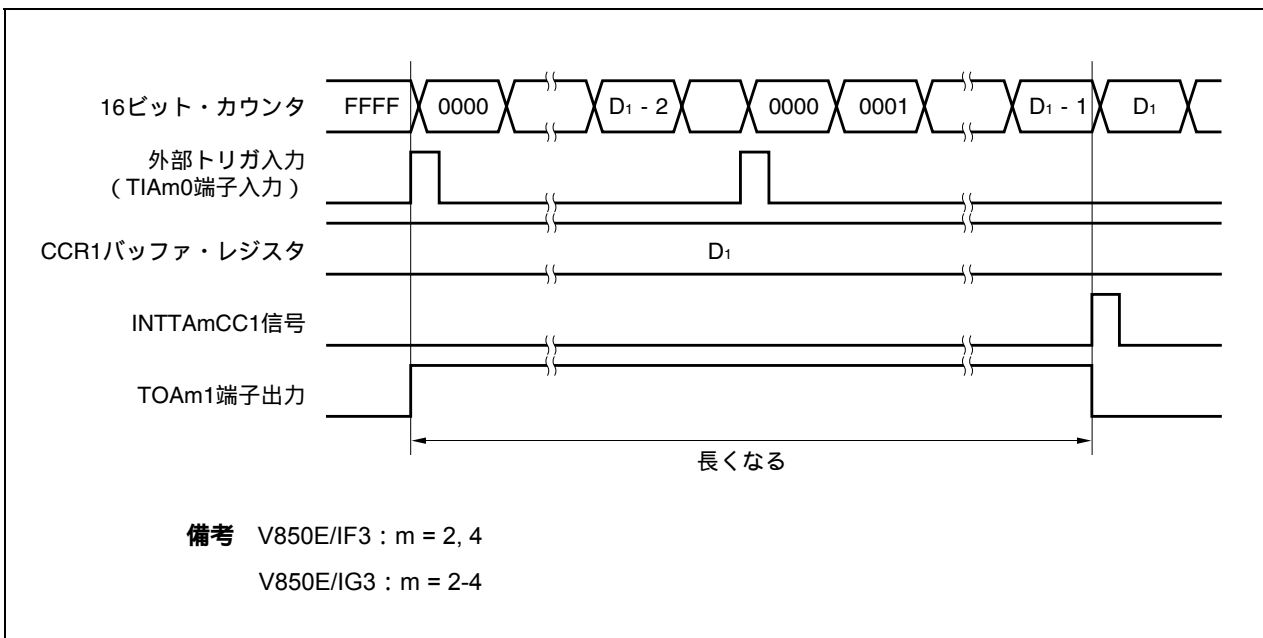 16ビット・カウンタ FFFF 0000 D1 - 2 0000 0001 D1 - 1 D1
外部トリガ入力
（TIAm0端子入力）
CCR1バッファ・レジスタ D1
INTTAmCC1信号
TOAm1端子出力
長くなる
備考 V850E/IF3：m = 2, 4
V850E/IG3：m = 2-4